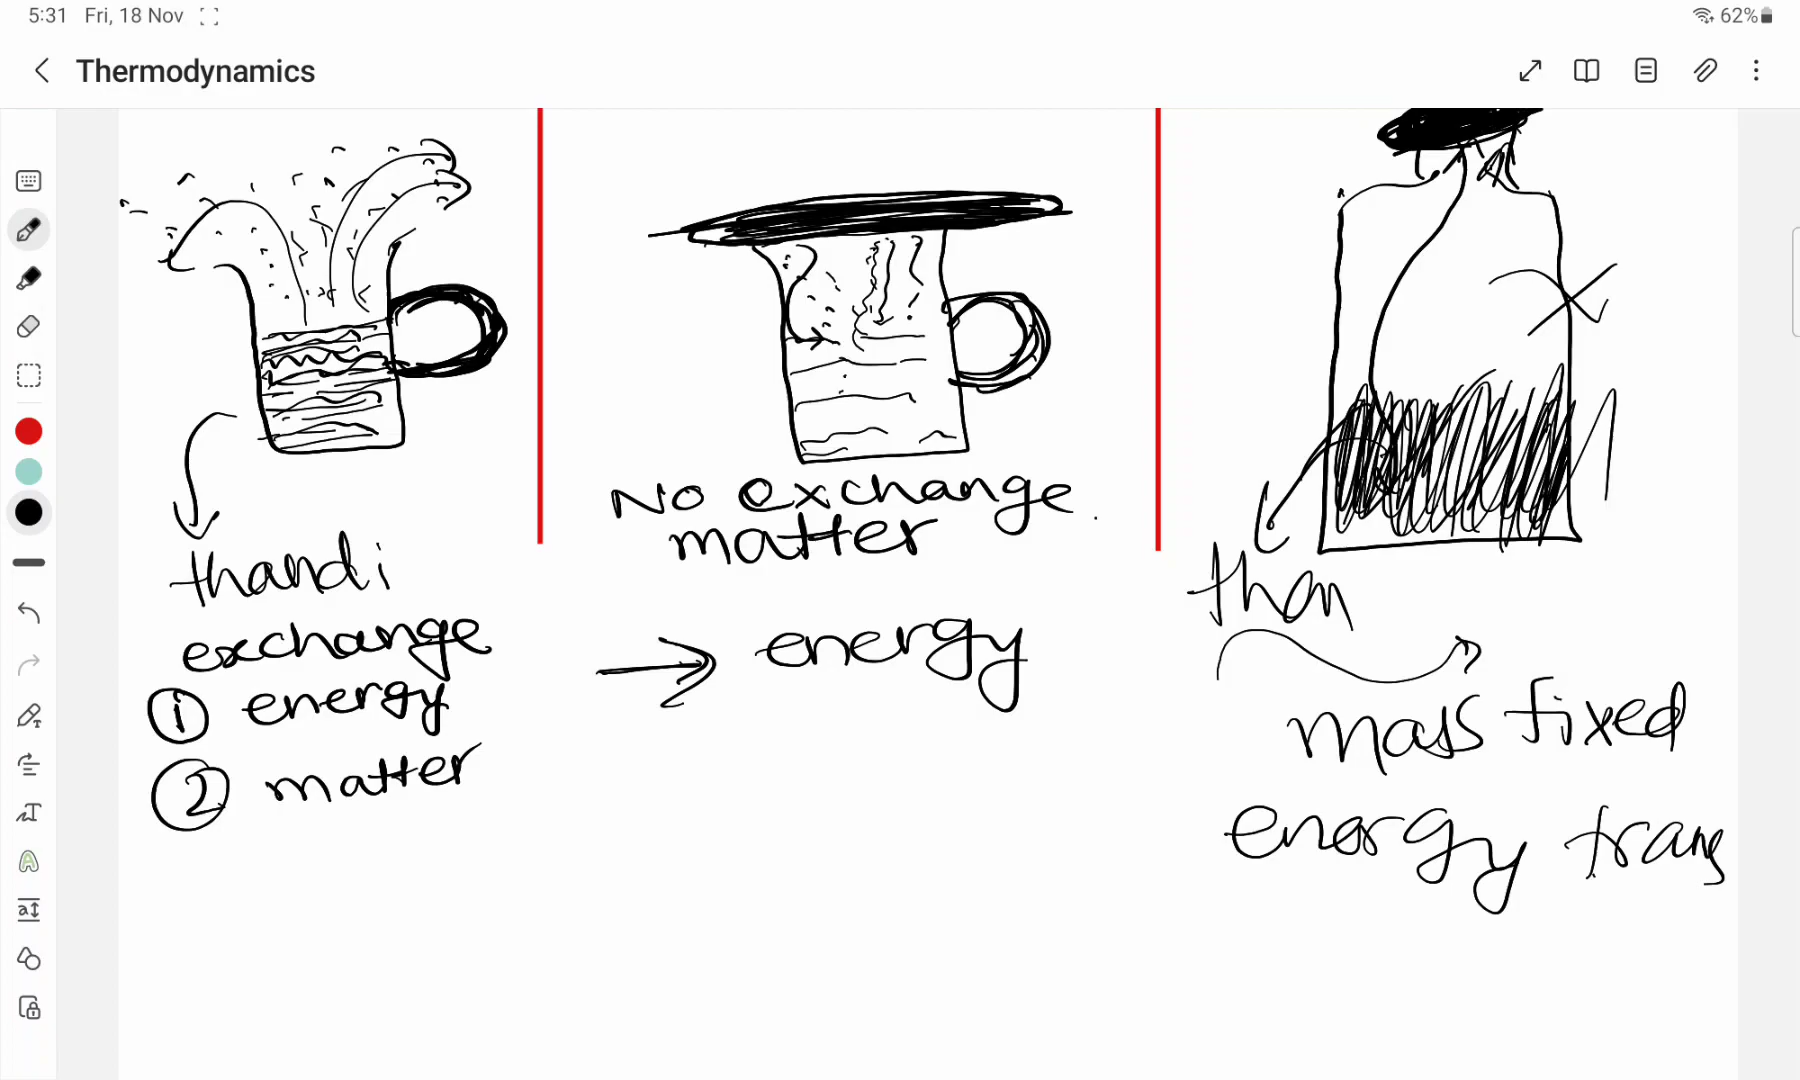 5:31 Fri, 18 Nov
62%
Thermodynamics
thandi
exchange
① energy
② matter
No exchange
matter
→ energy
than
mass fixed
energy trans